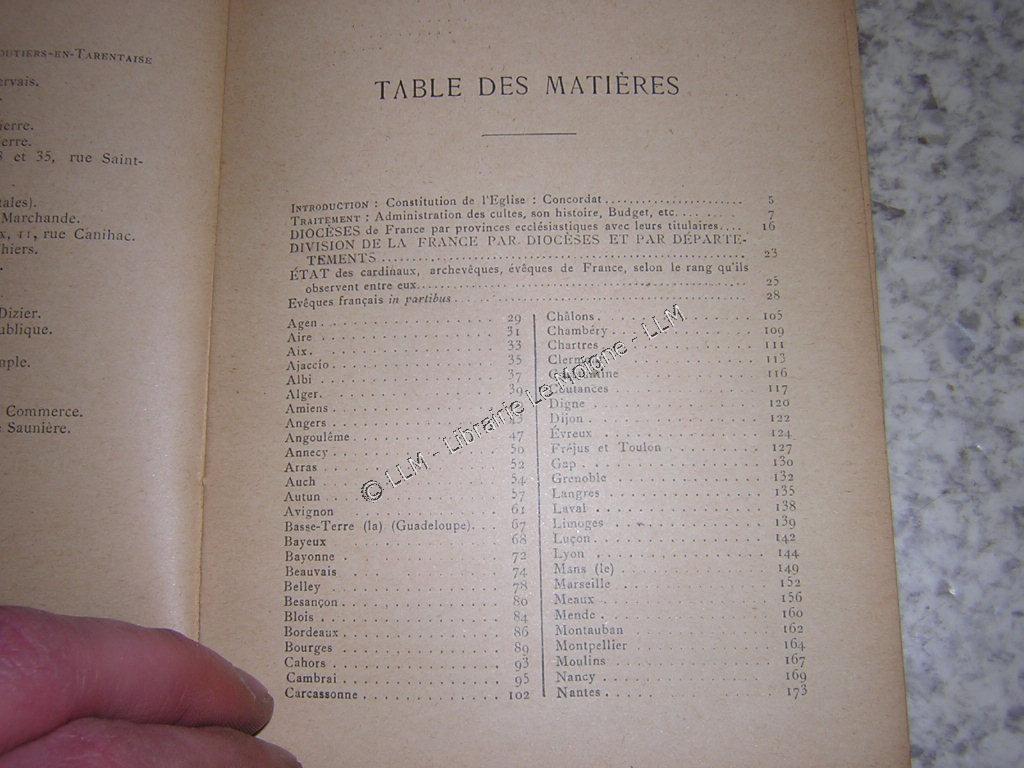 OUTIERS-EN-TARENTAISE
ervais.
ierre.
erre.
3 et 35, rue Saint-
tales).
Marchande.
x, 11, rue Canihac.
hiers.
Dizier.
ublique.
mple.
Commerce.
e Saunière.
TABLE DES MATIÈRES
INTRODUCTION : Constitution de l'Eglise : Concordat 5
TRAITEMENT : Administration des cultes, son histoire, Budget, etc. 7
DIOCÈSES de France par provinces ecclésiastiques avec leurs titulaires 16
DIVISION DE LA FRANCE PAR DIOCÈSES ET PAR DÉPARTE-
TEMENTS 23
ÉTAT des cardinaux, archevêques, évêques de France, selon le rang qu'ils
observent entre eux 25
Evêques français in partibus 28
Agen 29
Aire 31
Aix 33
Ajaccio 35
Albi 37
Alger 39
Amiens
Angers 45
Angoulême 47
Annecy 50
Arras 52
Auch 54
Autun 57
Avignon 61
Basse-Terre (la) (Guadeloupe) 67
Bayeux 68
Bayonne 72
Beauvais 74
Belley 78
Besançon 80
Blois 84
Bordeaux 86
Bourges 89
Cahors 93
Cambrai 95
Carcassonne 102
Châlons 105
Chambéry 109
Chartres 111
Clermont 113
Constantine 116
Coutances 117
Digne 120
Dijon 122
Évreux 124
Fréjus et Toulon 127
Gap 130
Grenoble 132
Langres 135
Laval 138
Limoges 139
Luçon 142
Lyon 144
Mans (le) 149
Marseille 152
Meaux 156
Mende 160
Montauban 162
Montpellier 164
Moulins 167
Nancy 169
Nantes 173
© LLM - Librairie Le Moigne - LLM